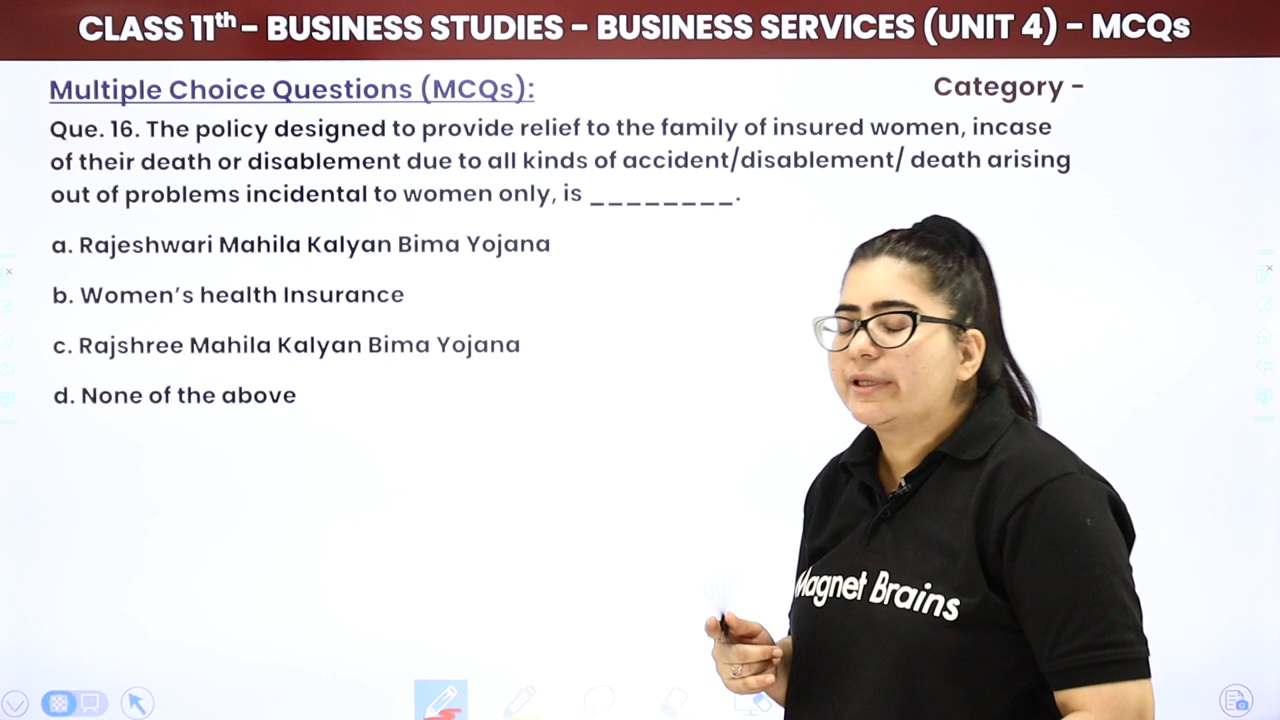 CLASS 11th - BUSINESS STUDIES - BUSINESS SERVICES (UNIT 4) - MCQs
Multiple Choice Questions (MCQs):
Category -
Que. 16. The policy designed to provide relief to the family of insured women, incase
of their death or disablement due to all kinds of accident/disablement/ death arising
out of problems incidental to women only, is ________.
a. Rajeshwari Mahila Kalyan Bima Yojana
b. Women's health Insurance
c. Rajshree Mahila Kalyan Bima Yojana
d. None of the above
Magnet Brains